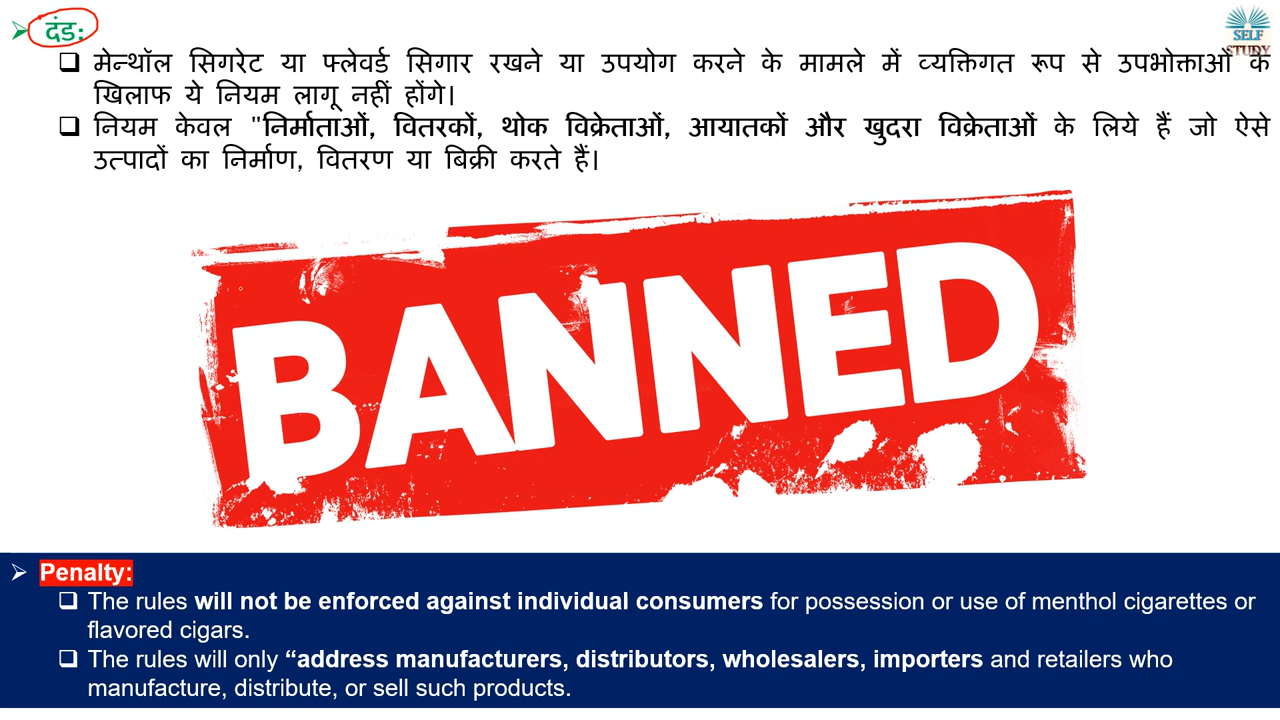 दंड:
SELF
STUDY
मेन्थॉल सिगरेट या फ्लेवर्ड सिगार रखने या उपयोग करने के मामले में व्यक्तिगत रूप से उपभोक्ताओं के
खिलाफ ये नियम लागू नहीं होंगे।
नियम केवल "निर्माताओं, वितरकों, थोक विक्रेताओं, आयातकों और खुदरा विक्रेताओं के लिये हैं जो ऐसे
उत्पादों का निर्माण, वितरण या बिक्री करते हैं।
BANNED
Penalty:
The rules will not be enforced against individual consumers for possession or use of menthol cigarettes or
flavored cigars.
The rules will only “address manufacturers, distributors, wholesalers, importers and retailers who
manufacture, distribute, or sell such products.